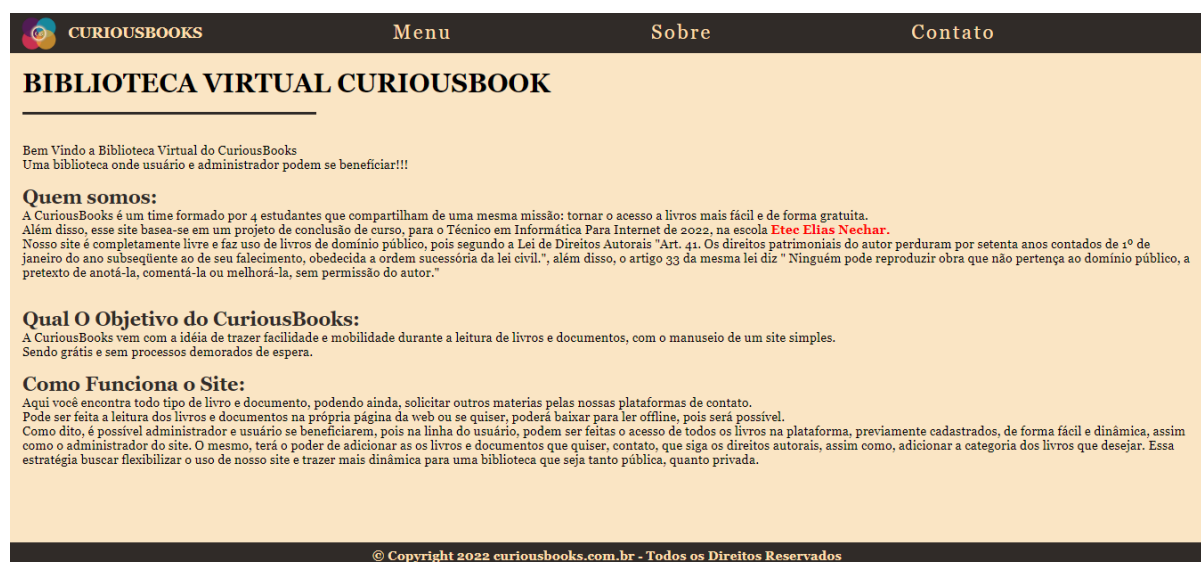 CURIOUSBOOKS Menu Sobre Contato
BIBLIOTECA VIRTUAL CURIOUSBOOK
Bem Vindo a Biblioteca Virtual do CuriousBooks
Uma biblioteca onde usuário e administrador podem se beneficiar!!!
Quem somos:
A CuriousBooks é um time formado por 4 estudantes que compartilham de uma mesma missão: tornar o acesso a livros mais fácil e de forma gratuita.
Além disso, esse site basea-se em um projeto de conclusão de curso, para o Técnico em Informática Para Internet de 2022, na escola Etec Elias Nechar.
Nosso site é completamente livre e faz uso de livros de domínio público, pois segundo a Lei de Direitos Autorais "Art. 41. Os direitos patrimoniais do autor perduram por setenta anos contados de 1º de
janeiro do ano subseqüente ao de seu falecimento, obedecida a ordem sucessória da lei civil.", além disso, o artigo 33 da mesma lei diz " Ninguém pode reproduzir obra que não pertença ao domínio público, a
pretexto de anotá-la, comentá-la ou melhorá-la, sem permissão do autor."
Qual O Objetivo do CuriousBooks:
A CuriousBooks vem com a idéia de trazer facilidade e mobilidade durante a leitura de livros e documentos, com o manuseio de um site simples.
Sendo grátis e sem processos demorados de espera.
Como Funciona o Site:
Aqui você encontra todo tipo de livro e documento, podendo ainda, solicitar outros materias pelas nossas plataformas de contato.
Pode ser feita a leitura dos livros e documentos na própria página da web ou se quiser, poderá baixar para ler offline, pois será possível.
Como dito, é possível administrador e usuário se beneficiarem, pois na linha do usuário, podem ser feitas o acesso de todos os livros na plataforma, previamente cadastrados, de forma fácil e dinâmica, assim
como o administrador do site. O mesmo, terá o poder de adicionar as os livros e documentos que quiser, contato, que siga os direitos autorais, assim como, adicionar a categoria dos livros que desejar. Essa
estratégia buscar flexibilizar o uso de nosso site e trazer mais dinâmica para uma biblioteca que seja tanto pública, quanto privada.
© Copyright 2022 curiousbooks.com.br - Todos os Direitos Reservados